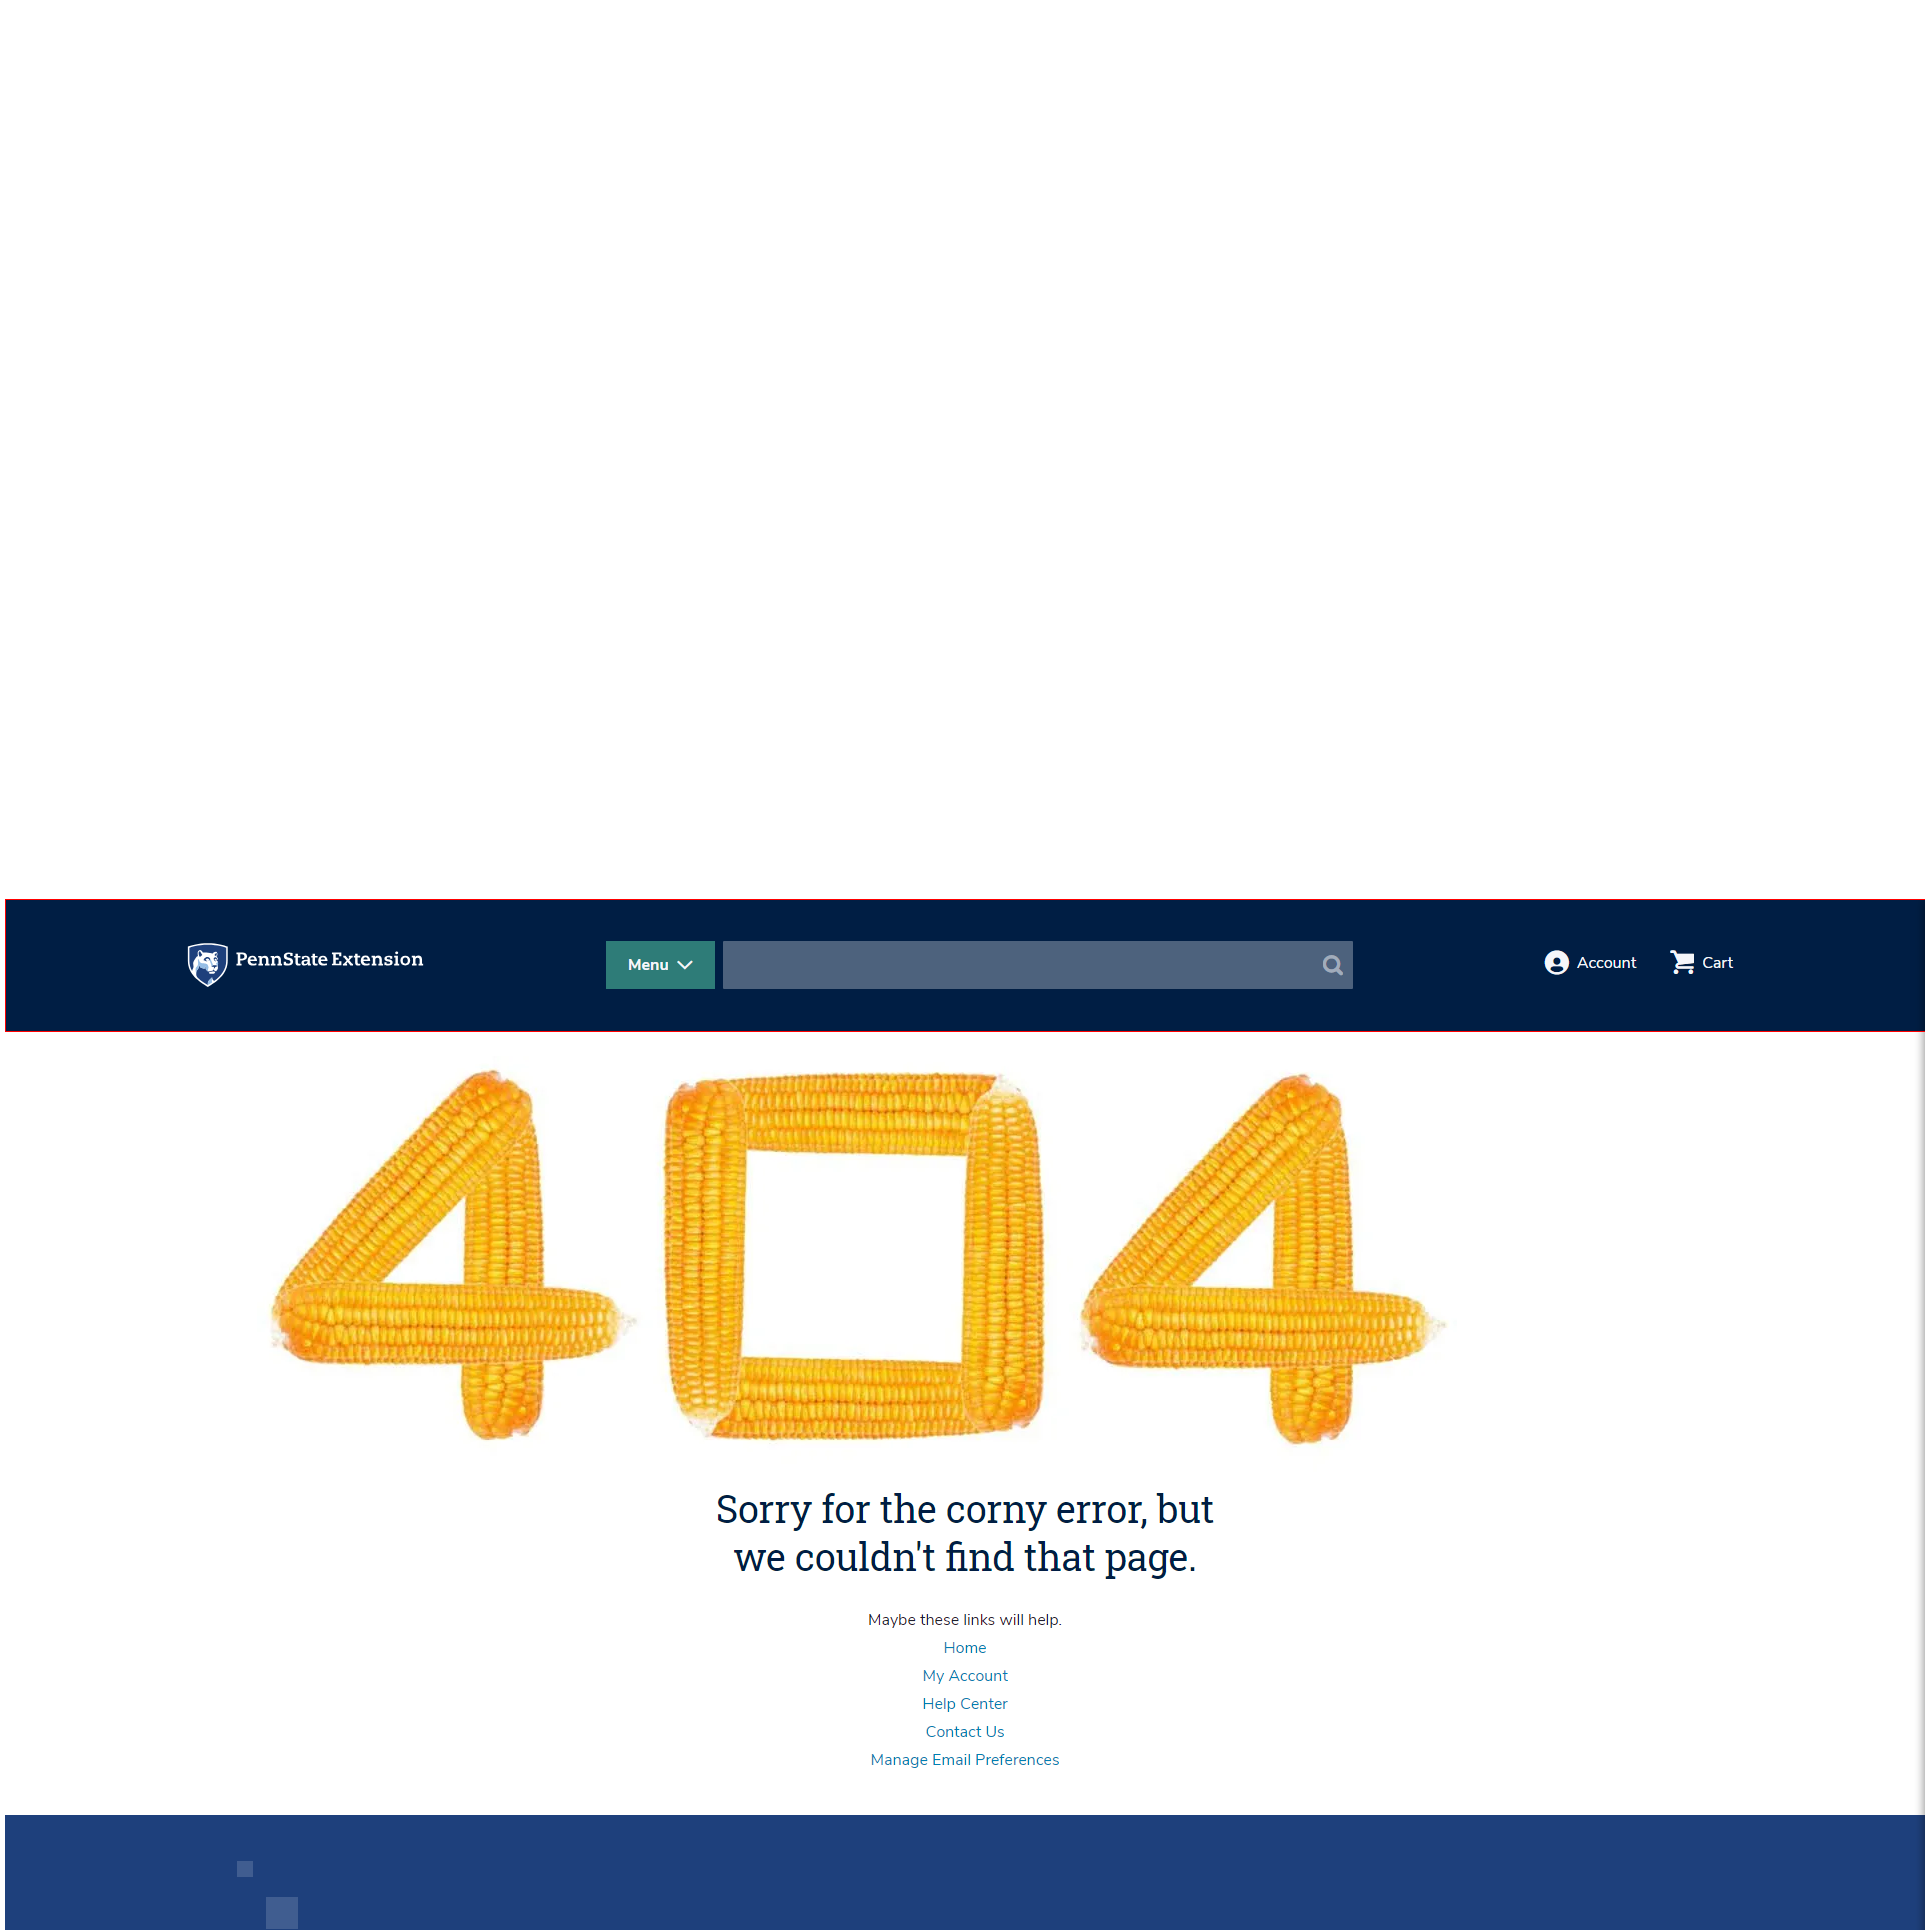 PennState Extension
Menu
Account
Cart
404
Sorry for the corny error, but
we couldn't find that page.
Maybe these links will help.
Home
My Account
Help Center
Contact Us
Manage Email Preferences